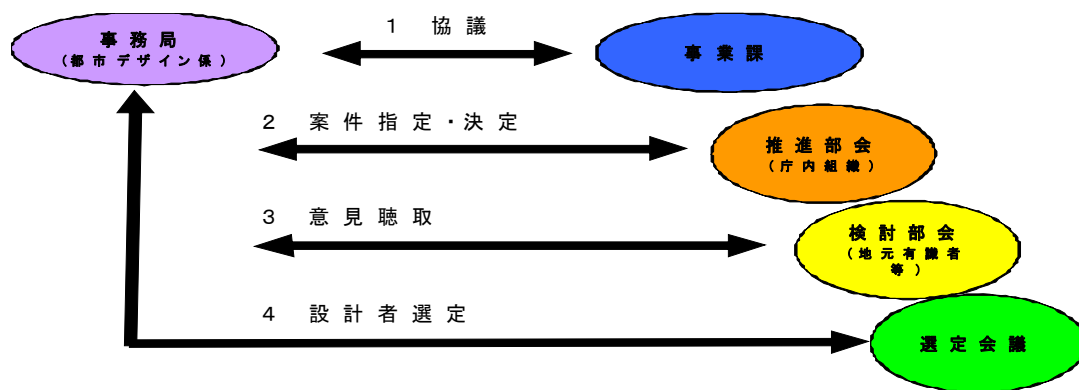 1 協議
事務局
(都市デザイン係)
事業課
2 案件指定・決定
推進部会
(庁内組織)
3 意見聴取
検討部会
(地元有識者
等)
4 設計者選定
選定会議